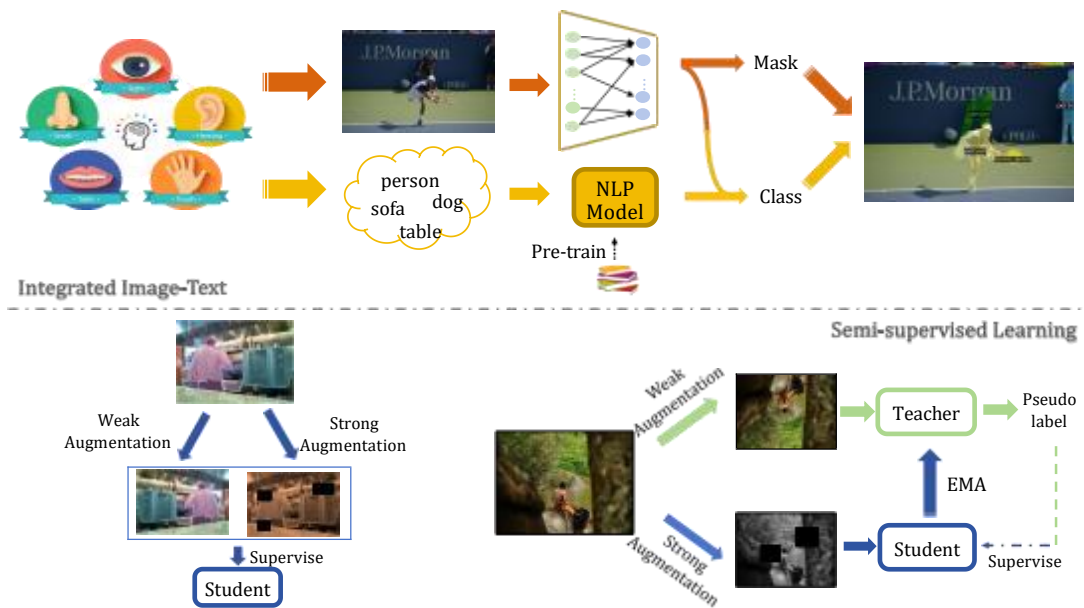 J.P.Morgan
J.P.Morgan
Mask
person
dog
sofa
table
NLP
Model
Class
Pre-train
Integrated Image-Text
Semi-supervised Learning
Weak
Augmentation
Strong
Augmentation
Supervise
Student
Weak
Augmentation
Teacher
Pseudo
label
EMA
Strong
Augmentation
Student
Supervise